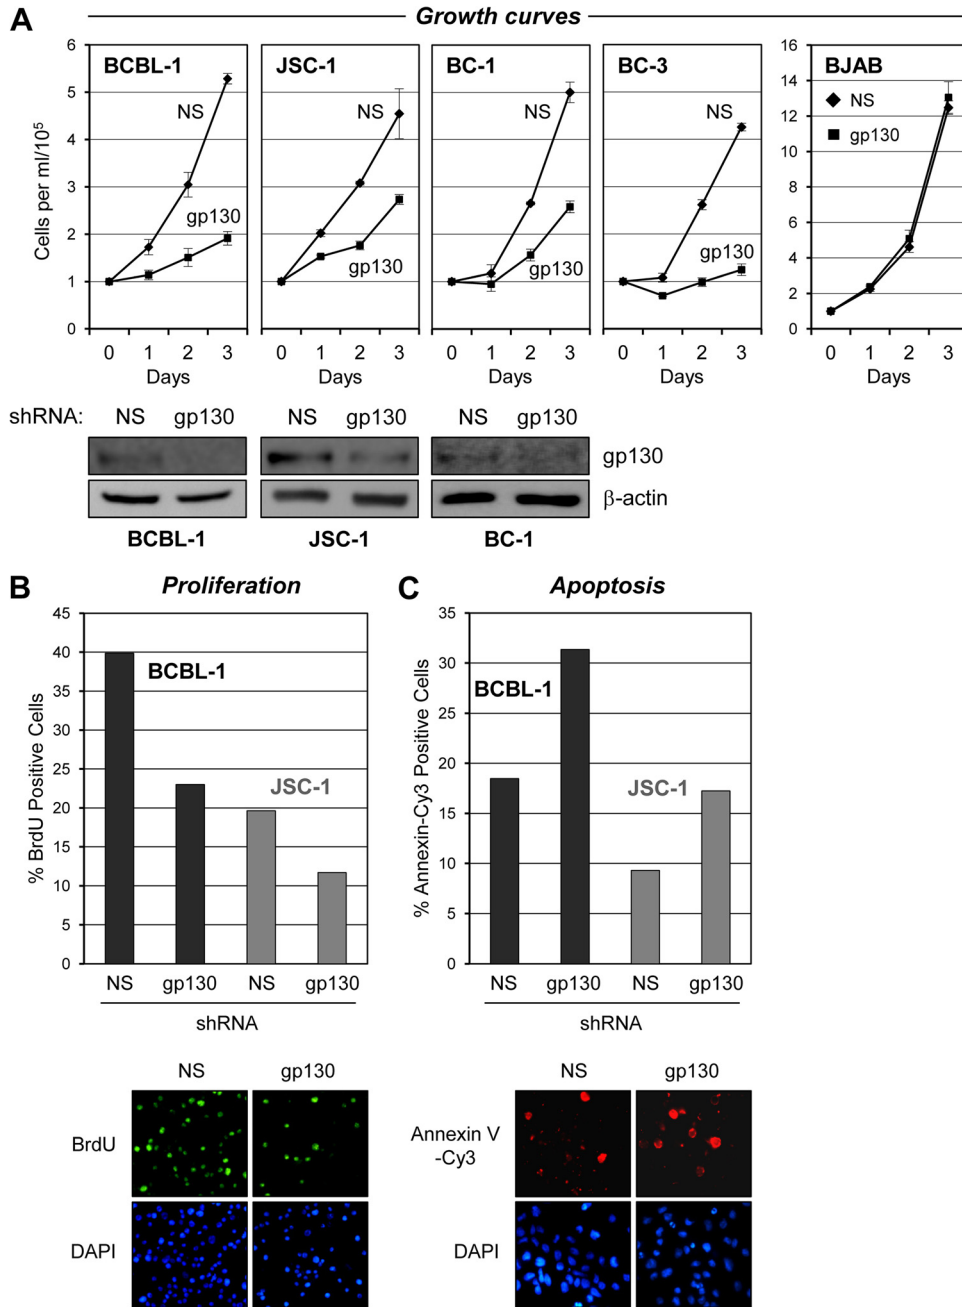 A
Growth curves
BCBL-1 JSC-1 BC-1 BC-3 BJAB
Cells per ml/10⁵
6
5
4
3
2
1
0
NS
gp130
NS
gp130
NS
gp130
NS
gp130
16
14
12
10
8
6
4
2
0
NS
gp130
0 1 2 3 0 1 2 3 0 1 2 3 0 1 2 3 0 1 2 3
Days Days Days Days Days
shRNA: NS gp130 NS gp130 NS gp130
gp130
β-actin
BCBL-1 JSC-1 BC-1
B
Proliferation
% BrdU Positive Cells
45
40
35
30
25
20
15
10
5
0
BCBL-1
JSC-1
NS gp130 NS gp130
shRNA
NS gp130
BrdU
DAPI
C
Apoptosis
% Annexin-Cy3 Positive Cells
35
30
25
20
15
10
5
0
BCBL-1
JSC-1
NS gp130 NS gp130
shRNA
NS gp130
Annexin V
-Cy3
DAPI